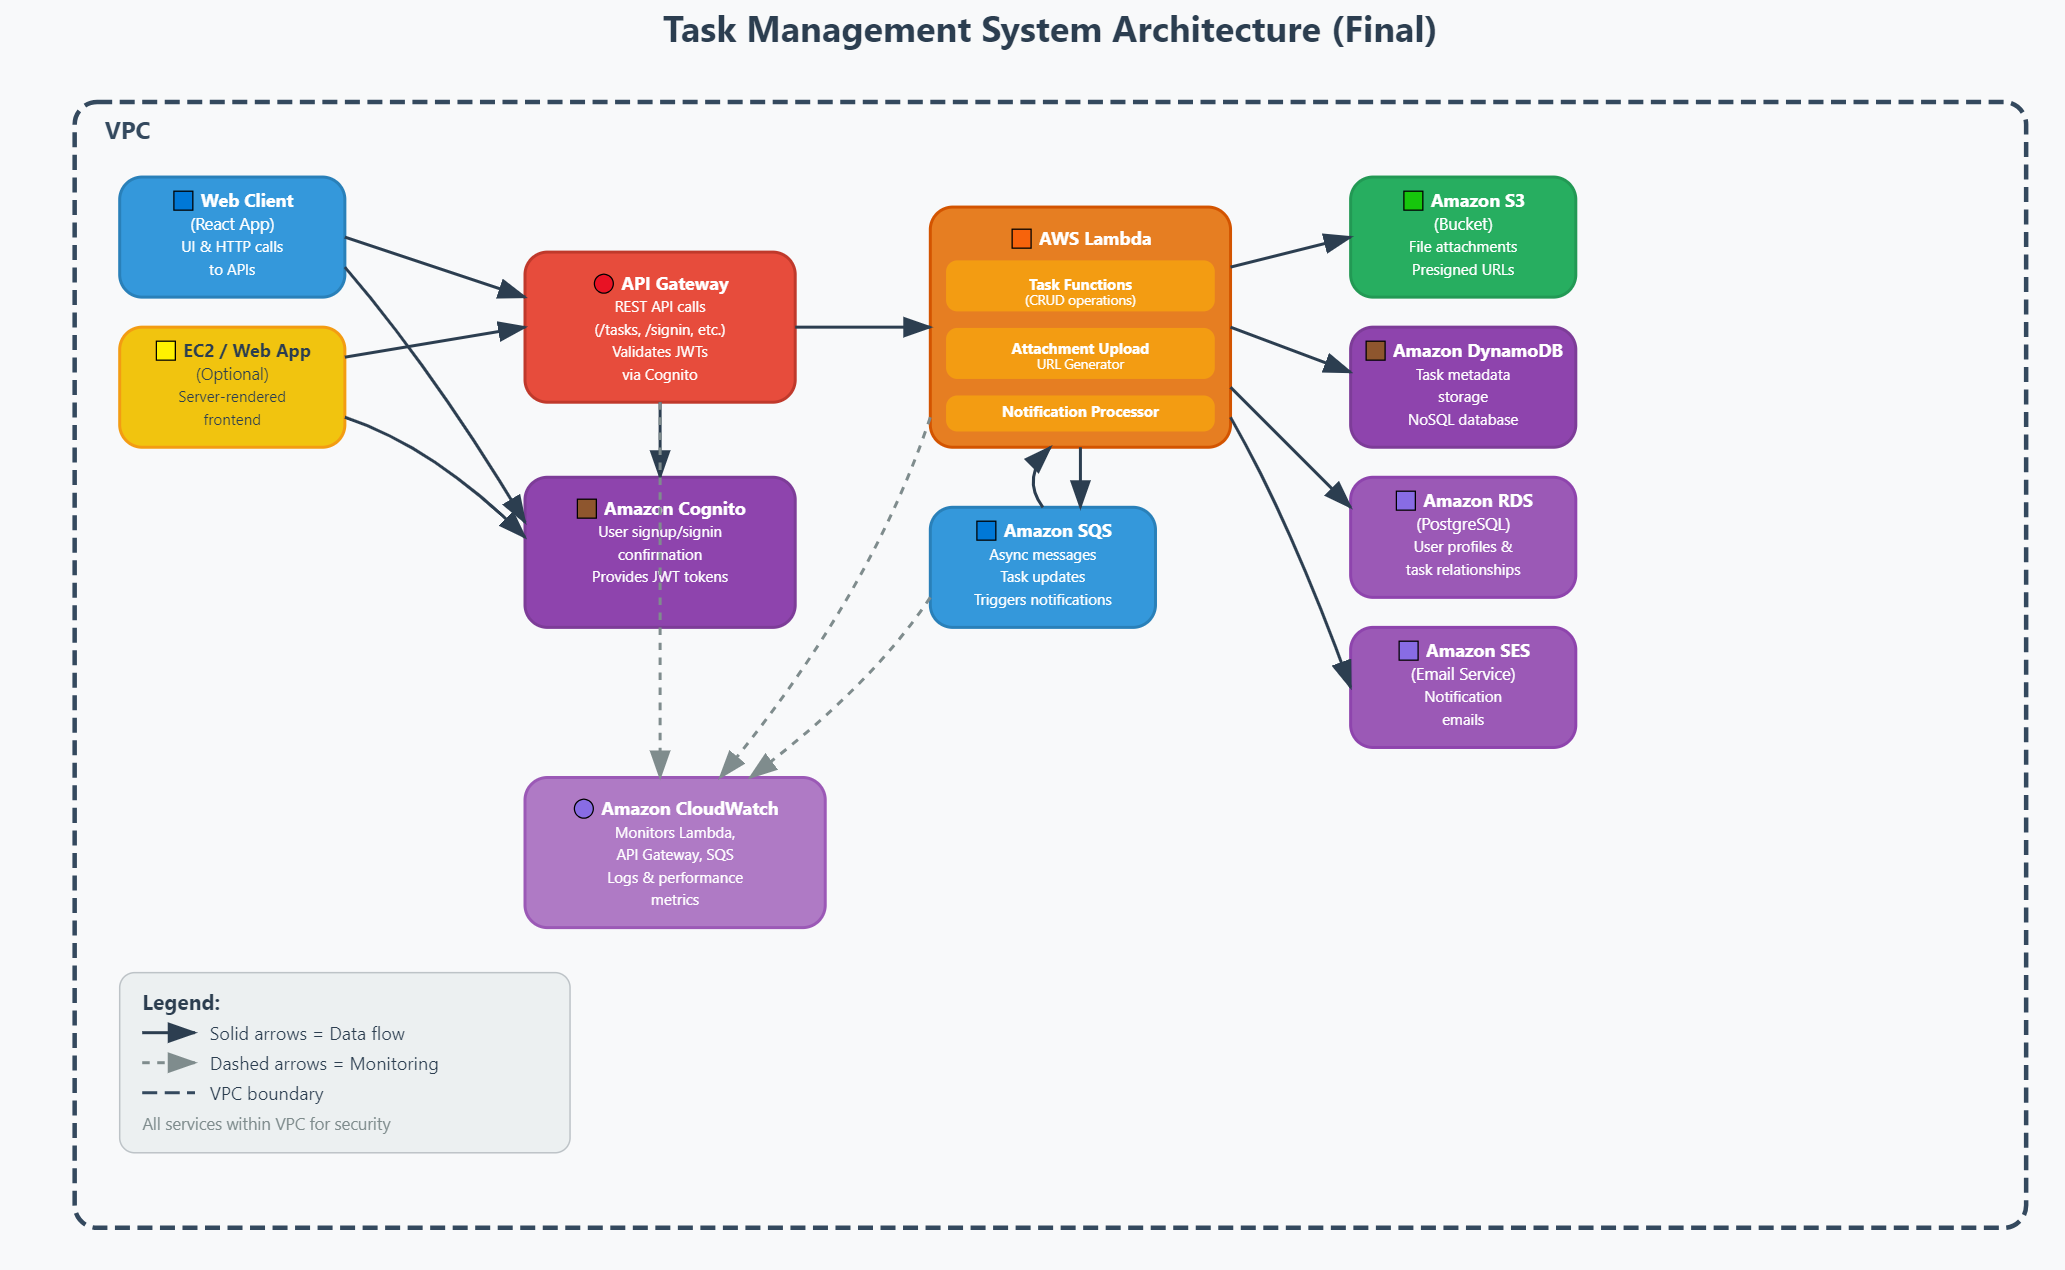 Task Management System Architecture (Final)
VPC
Web Client
(React App)
UI & HTTP calls
to APIs
EC2 / Web App
(Optional)
Server-rendered
frontend
API Gateway
REST API calls
(/tasks, /signin, etc.)
Validates JWTs
via Cognito
Amazon Cognito
User signup/signin
confirmation
Provides JWT tokens
AWS Lambda
Task Functions
(CRUD operations)
Attachment Upload
URL Generator
Notification Processor
Amazon SQS
Async messages
Task updates
Triggers notifications
Amazon S3
(Bucket)
File attachments
Presigned URLs
Amazon DynamoDB
Task metadata
storage
NoSQL database
Amazon RDS
(PostgreSQL)
User profiles &
task relationships
Amazon SES
(Email Service)
Notification
emails
Amazon CloudWatch
Monitors Lambda,
API Gateway, SQS
Logs & performance
metrics
Legend:
Solid arrows = Data flow
Dashed arrows = Monitoring
VPC boundary
All services within VPC for security